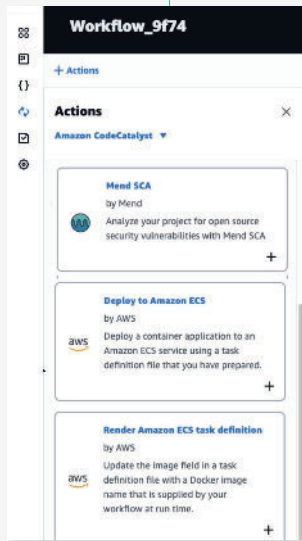 Workflow_9f74
+ Actions
Actions
Amazon CodeCatalyst
Mend SCA
by Mend
Analyze your project for open source
security vulnerabilities with Mend SCA
Deploy to Amazon ECS
by AWS
aws
Deploy a container application to an
Amazon ECS service using a task
definition file that you have prepared.
Render Amazon ECS task definition
by AWS
aws
Update the image field in a task
definition file with a Docker image
name that is supplied by your
workflow at run time.